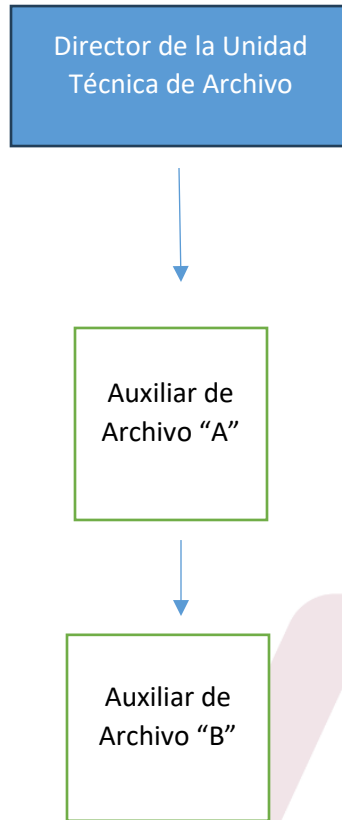 Director de la Unidad
Técnica de Archivo
Auxiliar de
Archivo “A”
Auxiliar de
Archivo “B”